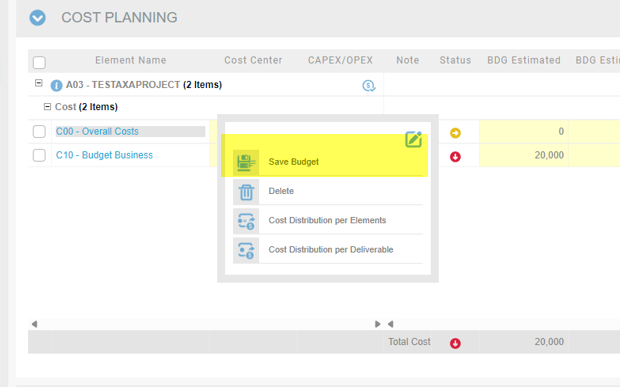 COST PLANNING
Element Name Cost Center CAPEX/OPEX Note Status BDG Estimated BDG Esti
A03 - TESTAXAPROJECT (2 Items)
Cost (2 Items)
C00 - Overall Costs 0
C10 - Budget Business 20,000
Save Budget
Delete
Cost Distribution per Elements
Cost Distribution per Deliverable
Total Cost 20,000